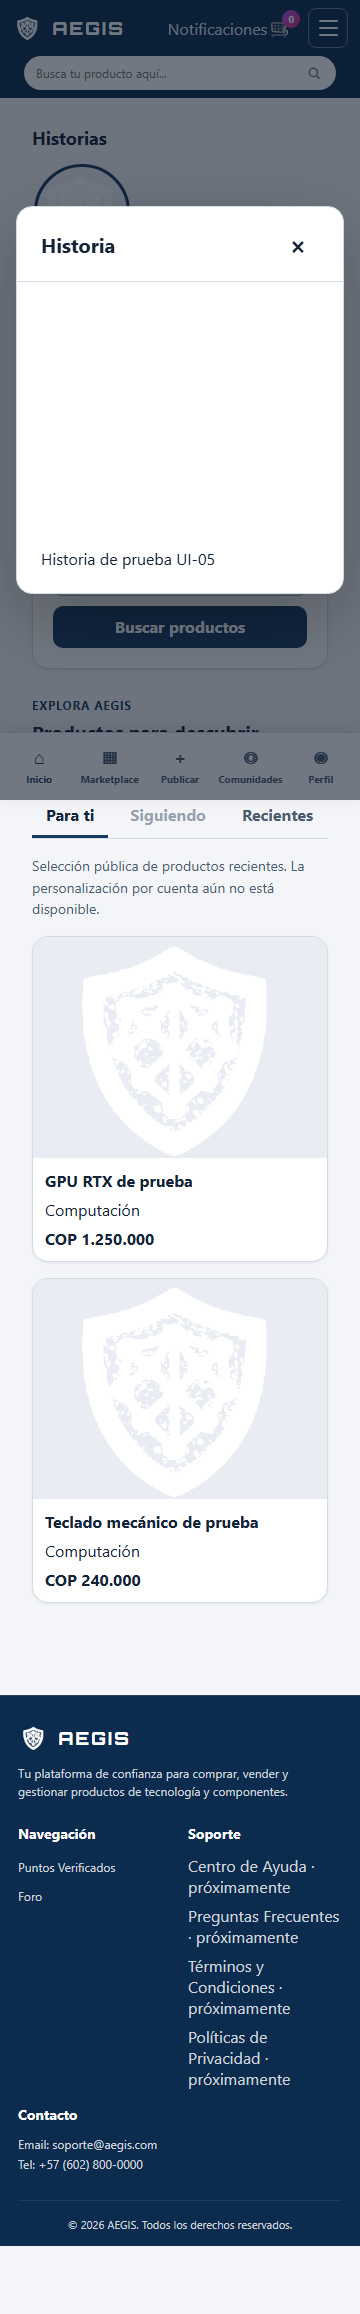 AEGIS
Notificaciones
0
Busca tu producto aquí...
Historias
Historia
×
Historia de prueba UI-05
Buscar productos
EXPLORA AEGIS
Productos para descubrir
Inicio
Marketplace
+
Publicar
Comunidades
Perfil
Para ti
Siguiendo
Recientes
Selección pública de productos recientes. La
personalización por cuenta aún no está
disponible.
GPU RTX de prueba
Computación
COP 1.250.000
Teclado mecánico de prueba
Computación
COP 240.000
AEGIS
Tu plataforma de confianza para comprar, vender y
gestionar productos de tecnología y componentes.
Navegación
Puntos Verificados
Foro
Soporte
Centro de Ayuda ·
próximamente
Preguntas Frecuentes
· próximamente
Términos y
Condiciones ·
próximamente
Políticas de
Privacidad ·
próximamente
Contacto
Email: soporte@aegis.com
Tel: +57 (602) 800-0000
© 2026 AEGIS. Todos los derechos reservados.